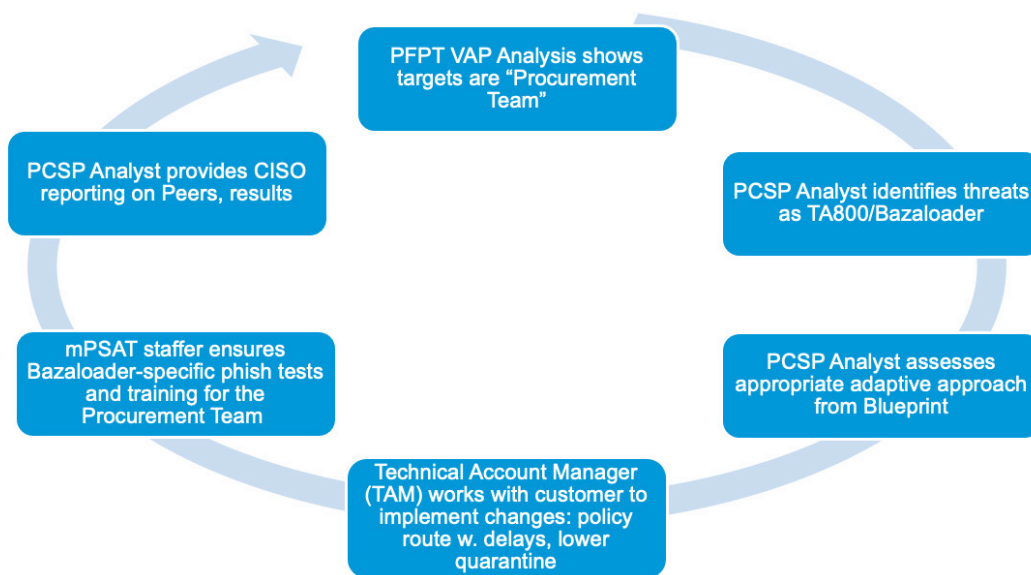 PFPT VAP Analysis shows
targets are “Procurement
Team”
PCSP Analyst identifies threats
as TA800/Bazaloader
PCSP Analyst assesses
appropriate adaptive approach
from Blueprint
Technical Account Manager
(TAM) works with customer to
implement changes: policy
route w. delays, lower
quarantine
mPSAT staffer ensures
Bazaloader-specific phish tests
and training for the
Procurement Team
PCSP Analyst provides CISO
reporting on Peers, results